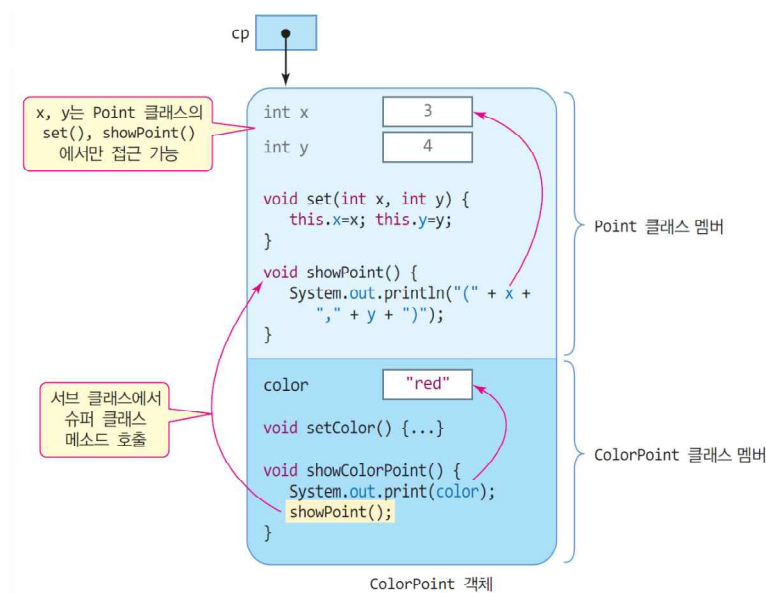 cp
x, y는 Point 클래스의
set(), showPoint()
에서만 접근 가능
int x
3
int y
4
void set(int x, int y) {
this.x=x; this.y=y;
}
void showPoint() {
System.out.println("(" + x +
"," + y + ")");
}
Point 클래스 멤버
서브 클래스에서
슈퍼 클래스
메소드 호출
color
"red"
void setColor() {...}
void showColorPoint() {
System.out.print(color);
showPoint();
}
ColorPoint 클래스 멤버
ColorPoint 객체